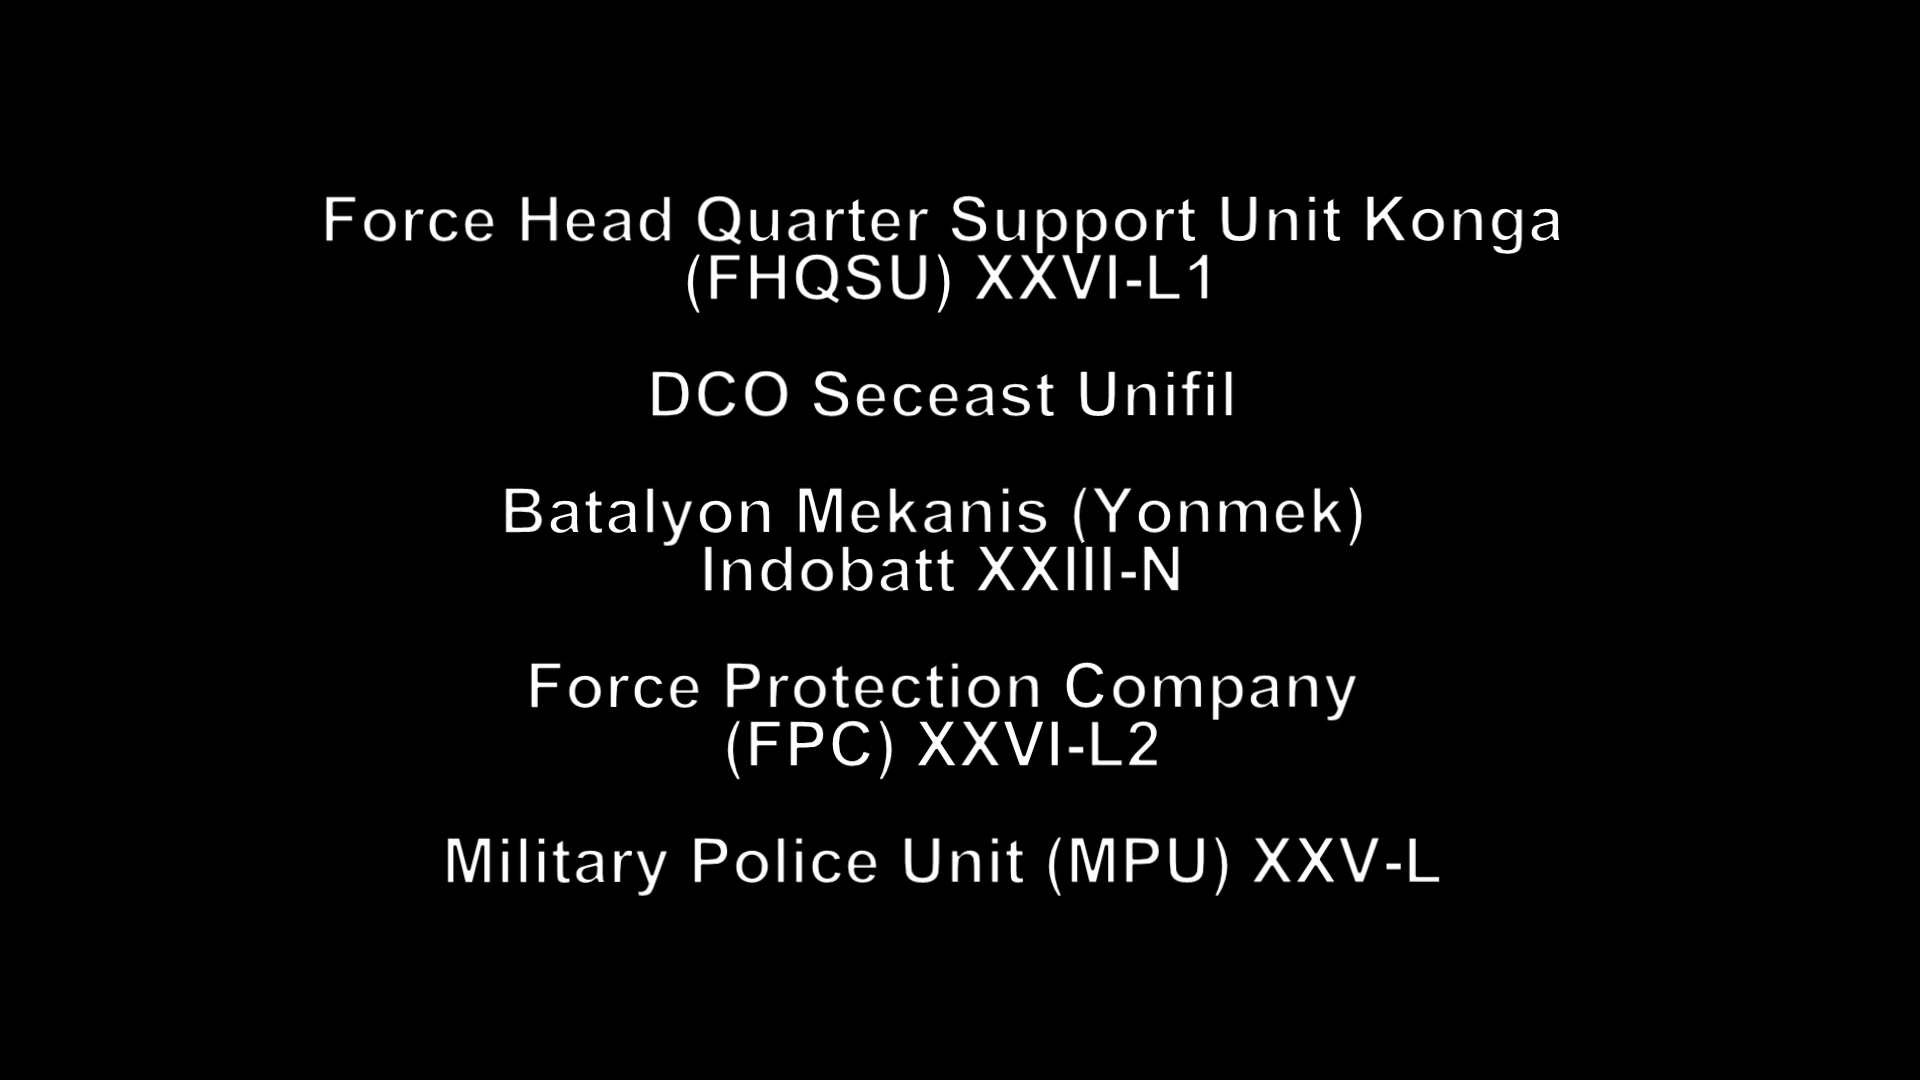 Force Head Quarter Support Unit Konga
(FHQSU) XXVI-L1
DCO Seceast Unifil
Batalyon Mekanis (Yonmek)
Indobatt XXIII-N
Force Protection Company
(FPC) XXVI-L2
Military Police Unit (MPU) XXV-L